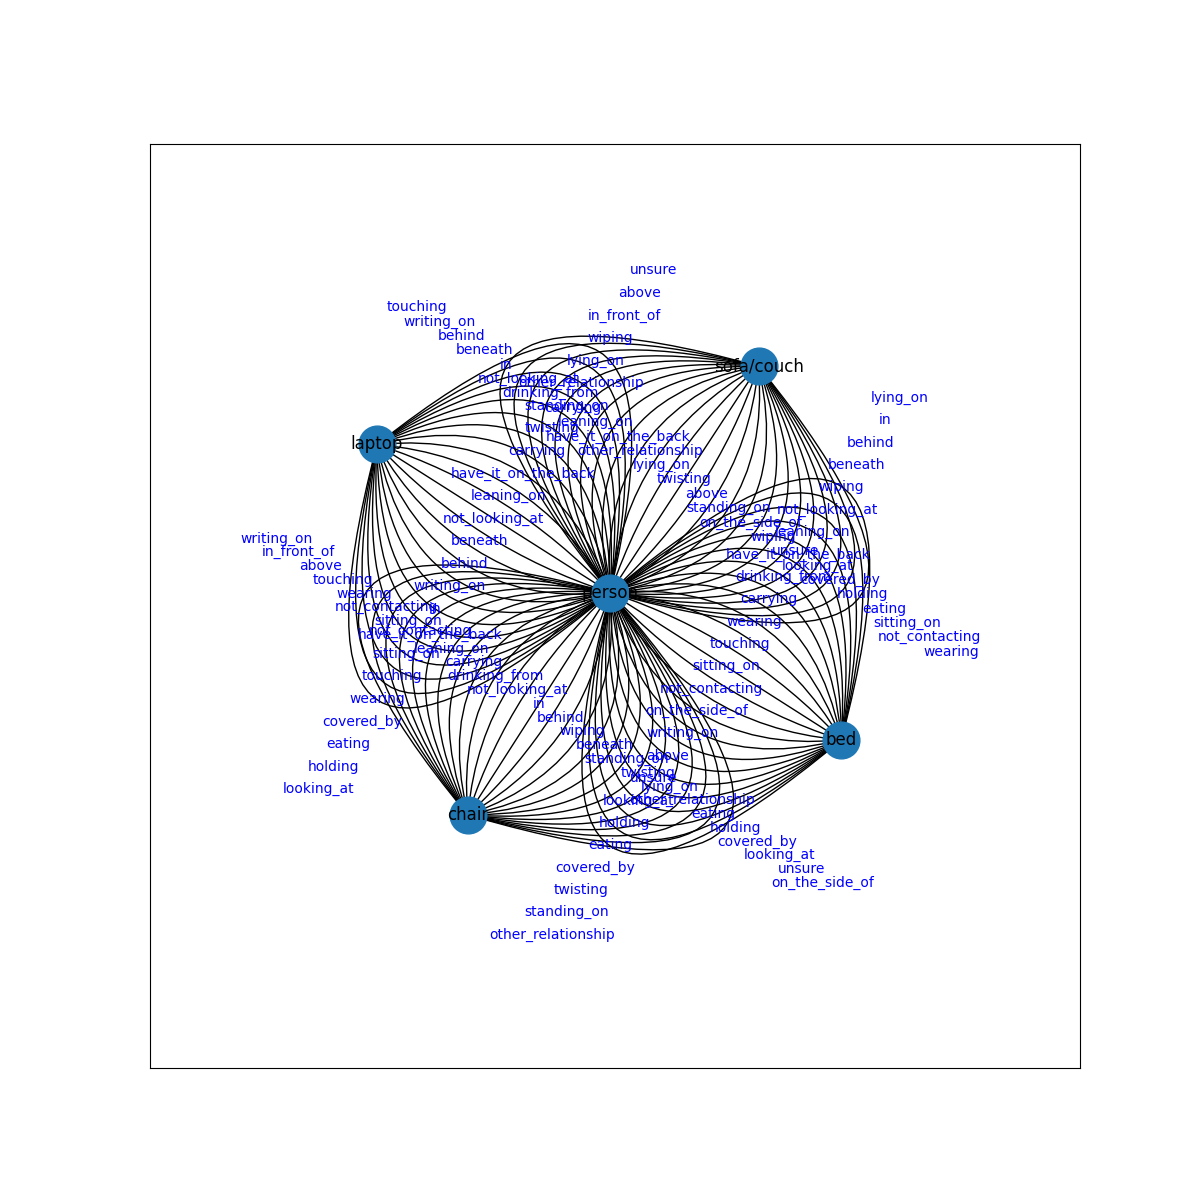 unsure
above
touching
in_front_of
writing_on
behind
wiping
beneath
lying_on
in
sofa/couch
not_looking_at
other_relationship
drinking_from
lying_on
standing_on
carrying
in
leaning_on
twisting
behind
have_it_on_the_back
laptop
carrying
other_relationship
lying_on
beneath
have_it_on_the_back
twisting
wiping
leaning_on
above
standing_on
not_looking_at
not_looking_at
on_the_side_of
leaning_on
writing_on
wiping
beneath
in_front_of
unsure
have_it_on_the_back
above
behind
looking_at
touching
drinking_from
covered_by
writing_on
wearing
person
holding
carrying
not_contacting
in
eating
sitting_on
wearing
sitting_on
not_contacting
have_it_on_the_back
not_contacting
touching
leaning_on
sitting_on
wearing
carrying
sitting_on
touching
drinking_from
not_looking_at
not_contacting
wearing
in
on_the_side_of
behind
covered_by
wiping
writing_on
bed
eating
beneath
standing_on
above
holding
twisting
unsure
looking_at
lying_on
looking_at
other_relationship
chair
eating
holding
holding
covered_by
eating
looking_at
covered_by
unsure
twisting
on_the_side_of
standing_on
other_relationship